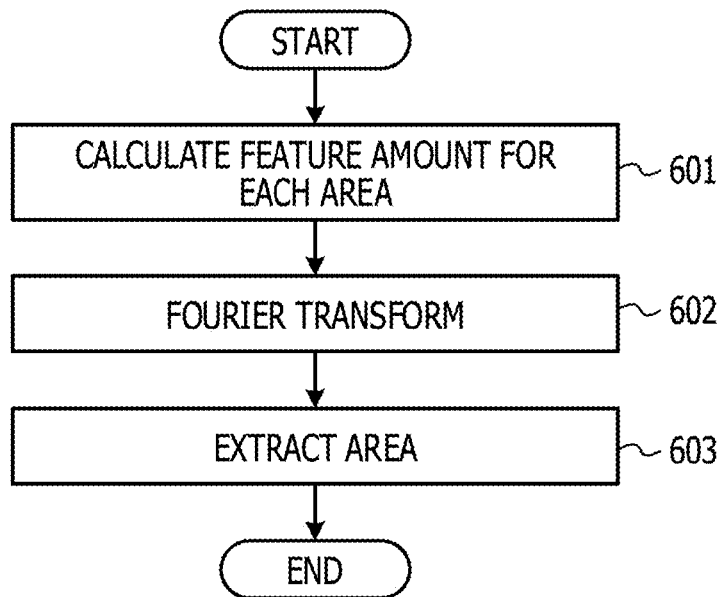 START
CALCULATE FEATURE AMOUNT FOR
EACH AREA
601
FOURIER TRANSFORM
602
EXTRACT AREA
603
END